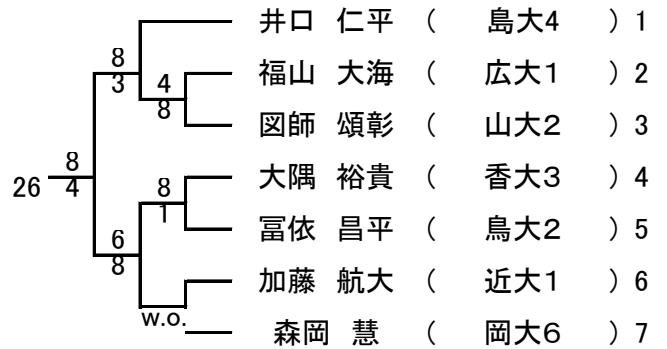 井口 仁平 ( 島大4 ) 1
8
3
福山 大海 ( 広大1 ) 2
4
8
図師 頌彰 ( 山大2 ) 3
8
4
26
大隅 裕貴 ( 香大3 ) 4
8
1
冨依 昌平 ( 鳥大2 ) 5
6
8
加藤 航大 ( 近大1 ) 6
w.o.
森岡 慧 ( 岡大6 ) 7